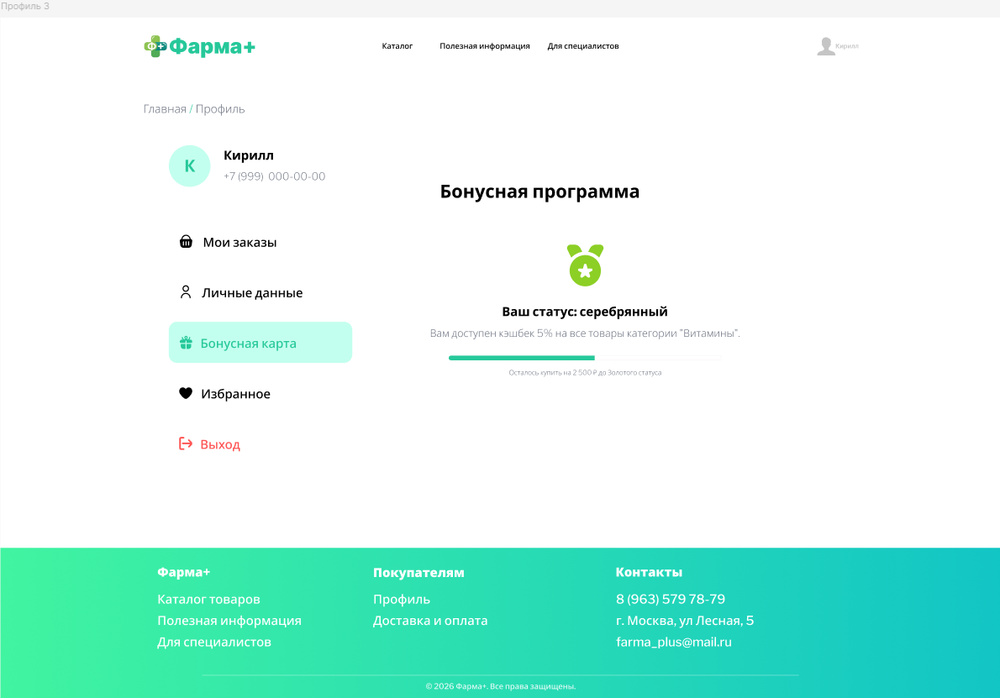 Профиль 3
Ф+ Фарма+
Каталог Полезная информация Для специалистов
Кирилл
Главная / Профиль
К
Кирилл
+7 (999) 000-00-00
Мои заказы
Личные данные
Бонусная карта
Избранное
Выход
Бонусная программа
Ваш статус: серебрянный
Вам доступен кэшбек 5% на все товары категории "Витамины".
Осталось купить на 2 500 ₽ до Золотого статуса
Фарма+
Каталог товаров
Полезная информация
Для специалистов
Покупателям
Профиль
Доставка и оплата
Контакты
8 (963) 579 78-79
г. Москва, ул Лесная, 5
farma_plus@mail.ru
© 2026 Фарма+. Все права защищены.